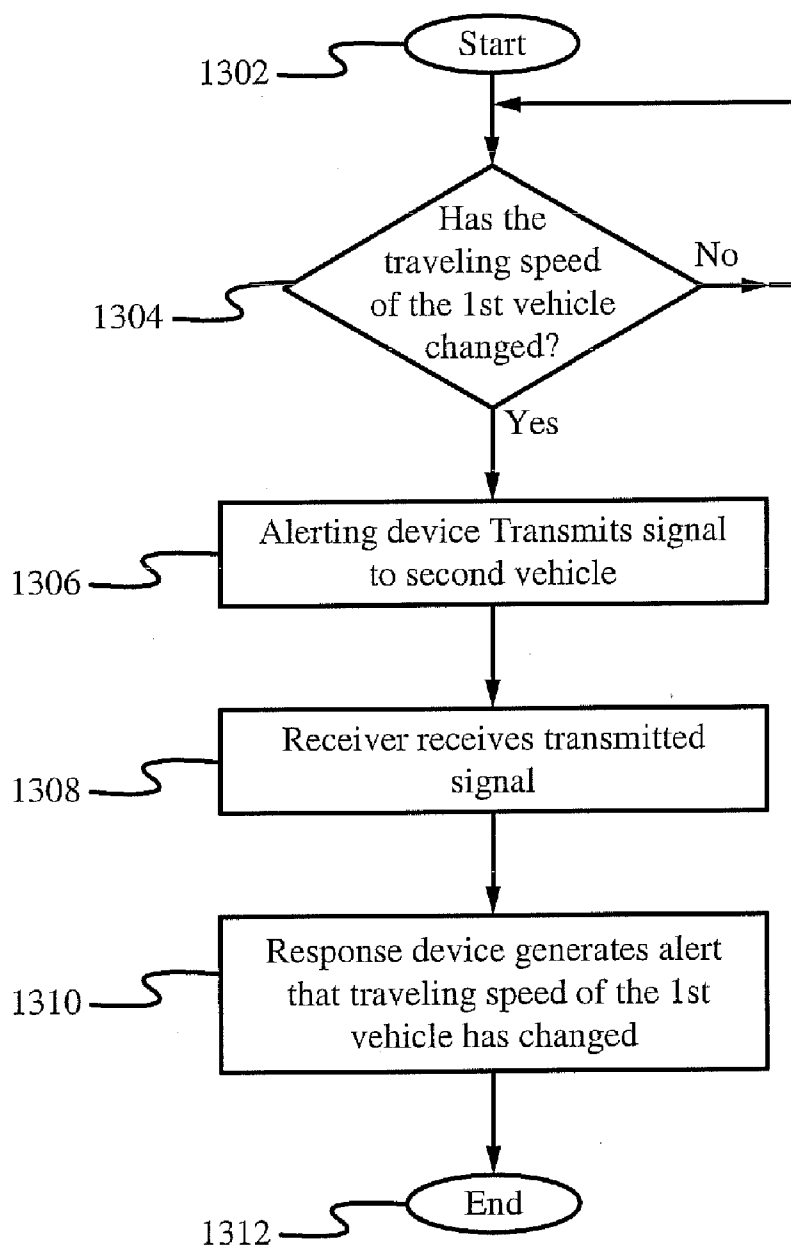 Start
1302
Has the
traveling speed
of the 1st vehicle
changed?
No
1304
Yes
Alerting device Transmits signal
to second vehicle
1306
Receiver receives transmitted
signal
1308
Response device generates alert
that traveling speed of the 1st
vehicle has changed
1310
End
1312